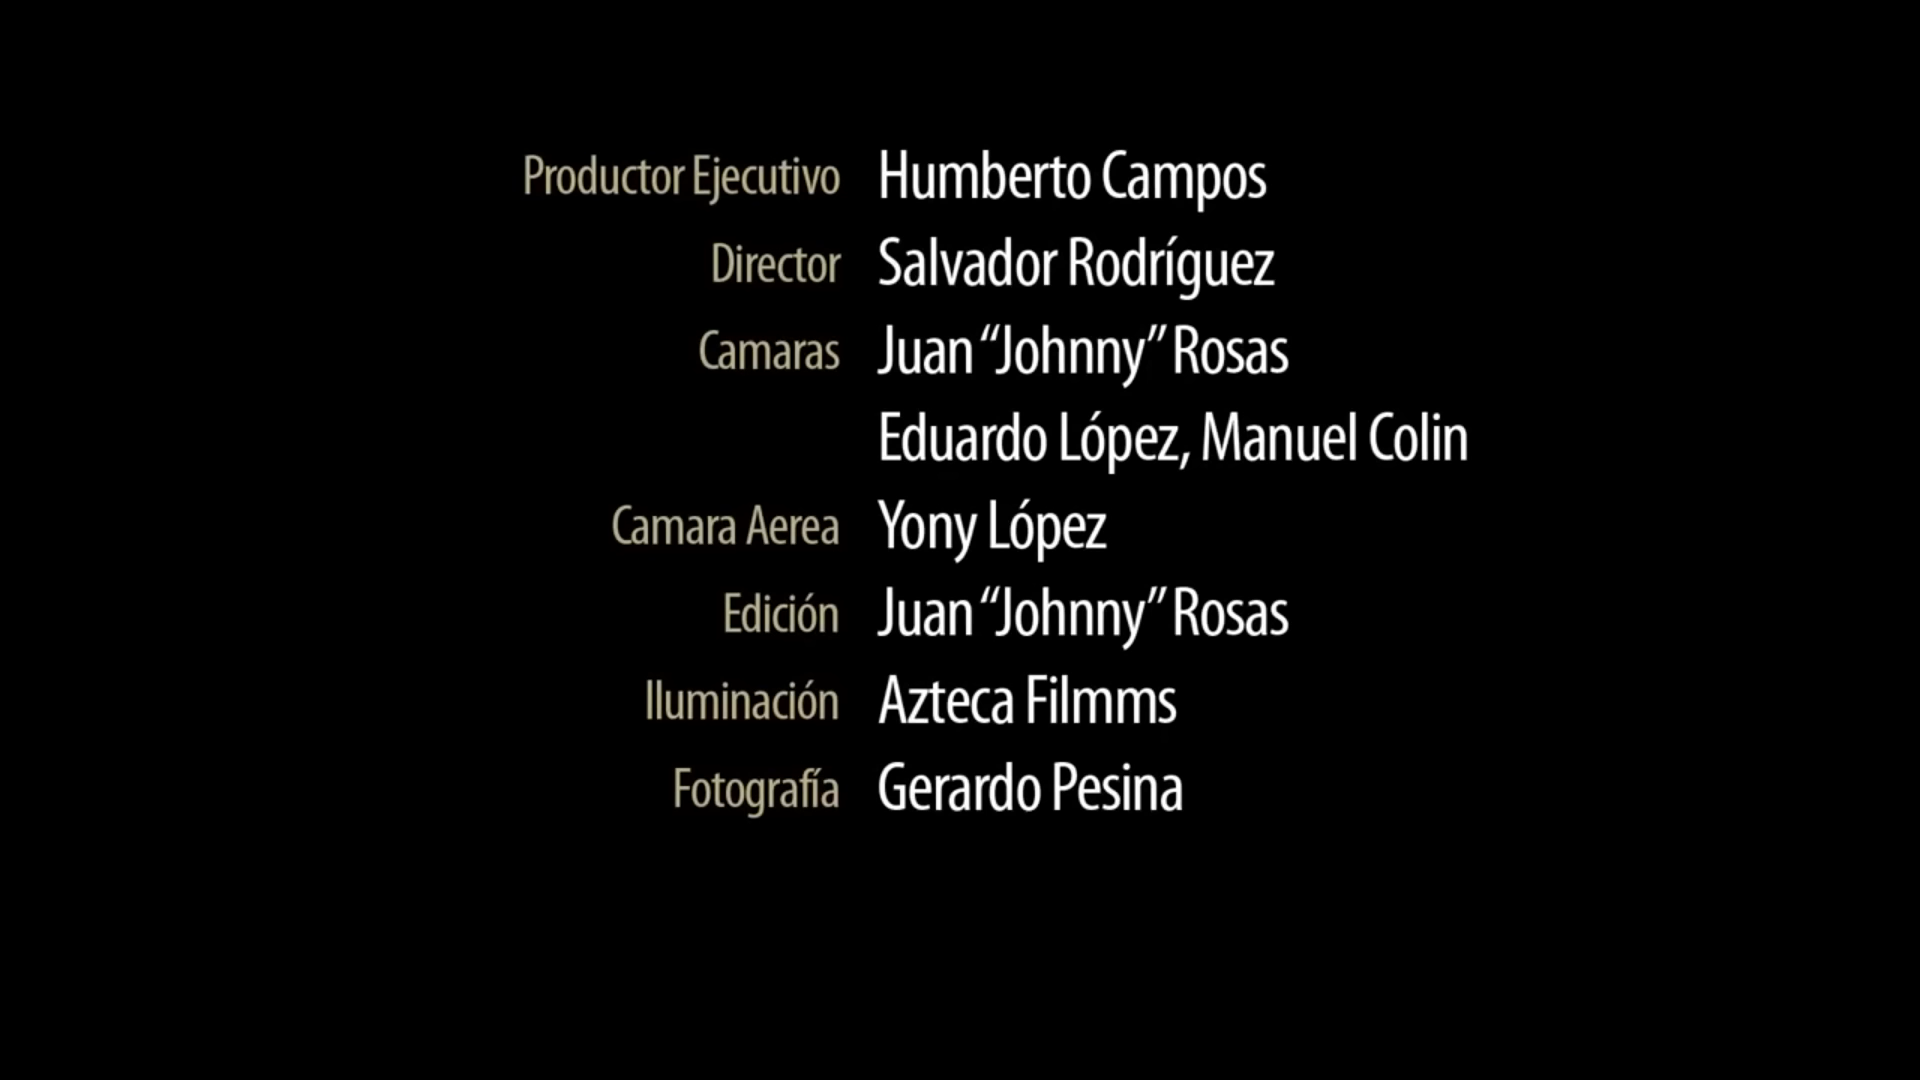 Productor Ejecutivo Humberto Campos
Director Salvador Rodríguez
Camaras Juan “Johnny” Rosas
Eduardo López, Manuel Colin
Camara Aerea Yony López
Edición Juan “Johnny” Rosas
Iluminación Azteca Filmms
Fotografía Gerardo Pesina